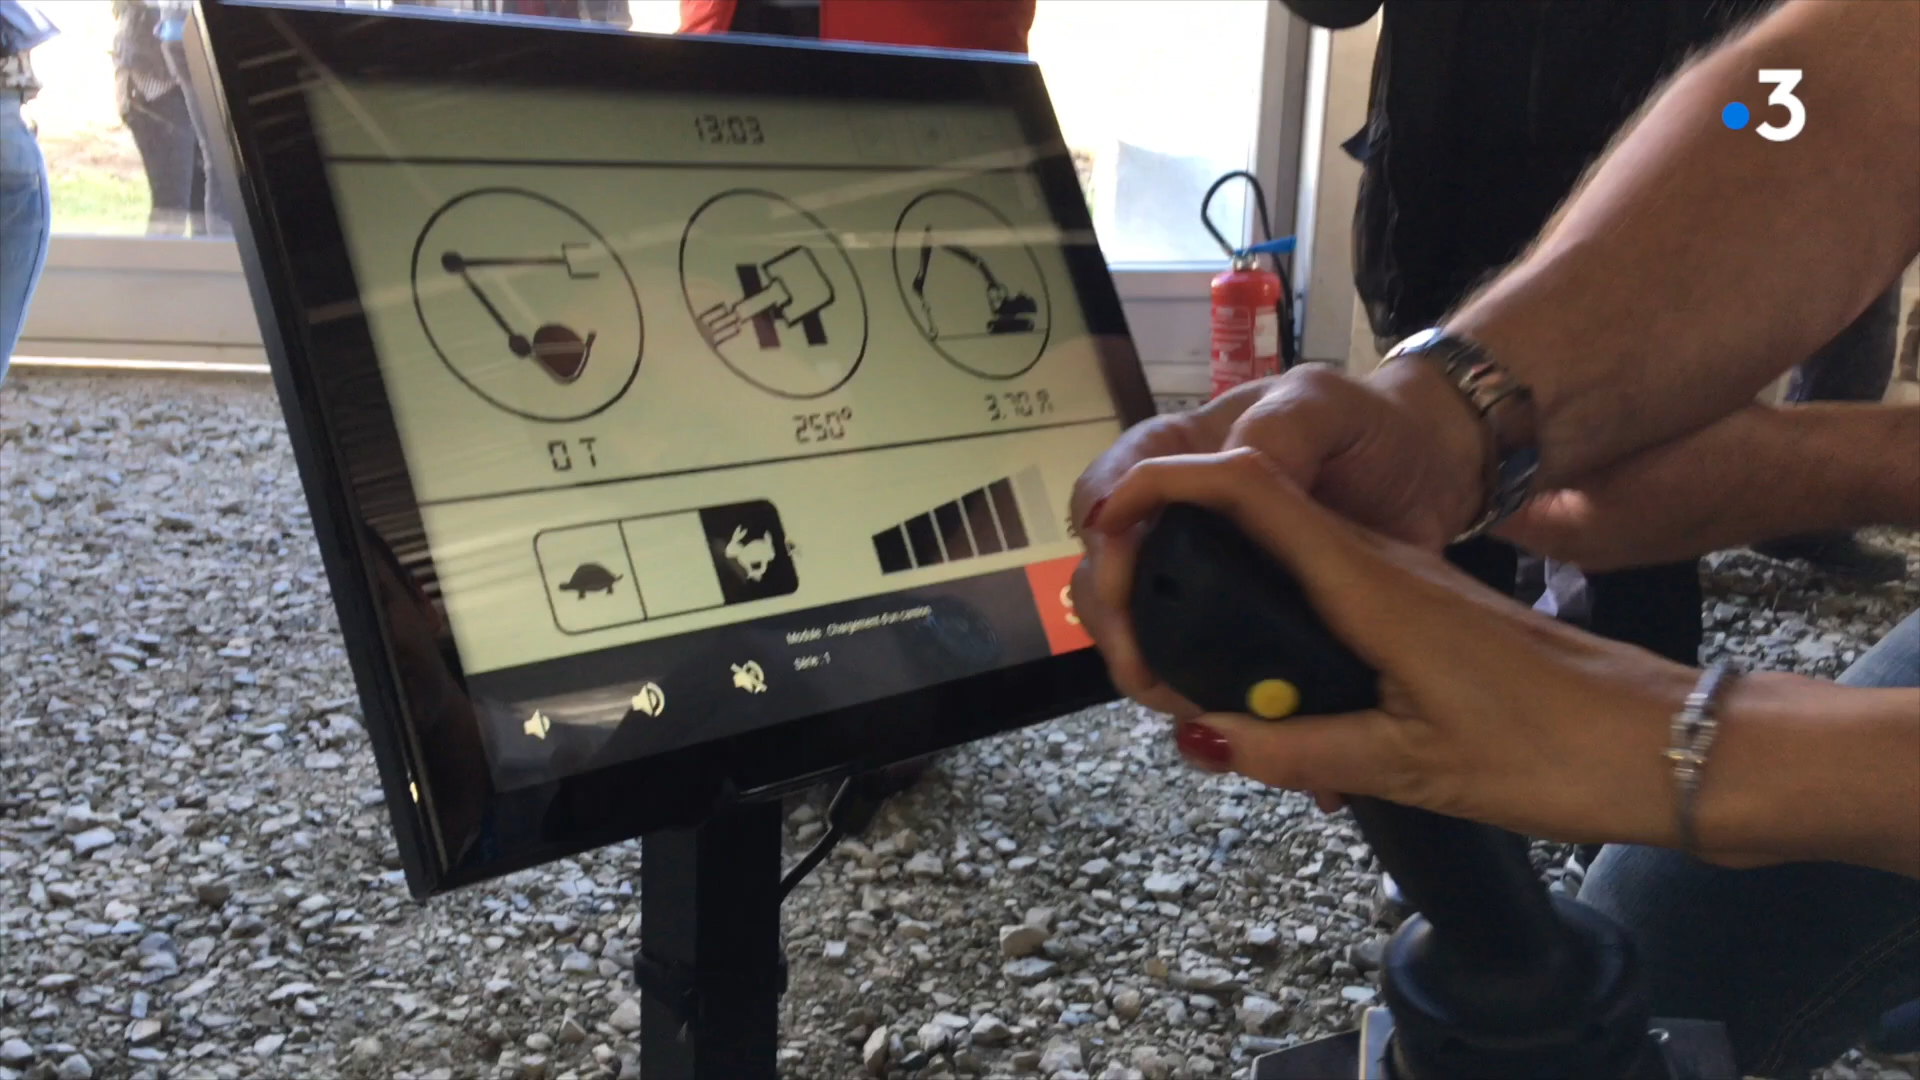 3
13:03
0 T
250°
3.70
Module : Chargement d'un camion
Série : 1